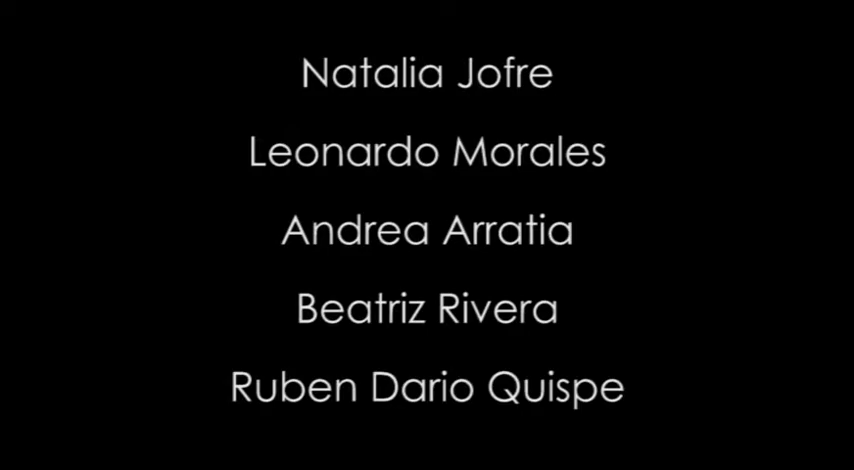 Natalia Jofre
Leonardo Morales
Andrea Arratia
Beatriz Rivera
Ruben Dario Quispe